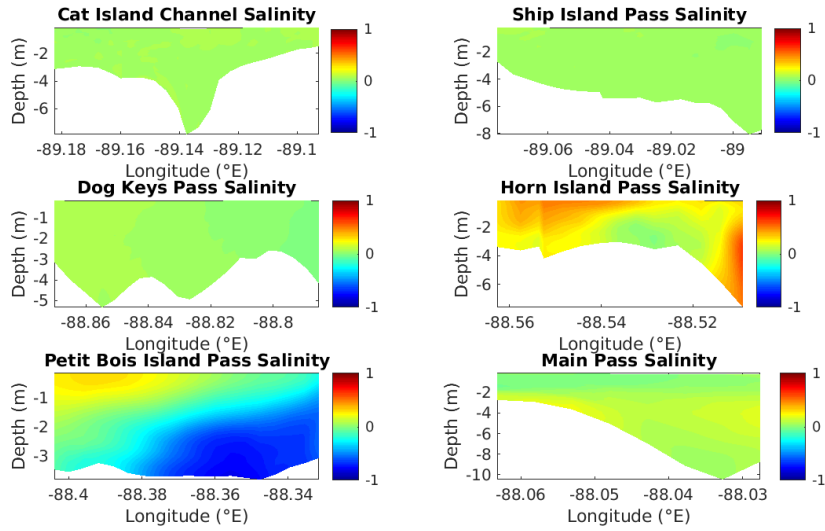 Cat Island Channel Salinity
Depth (m)
-2
-4
-6
-89.18 -89.14 -89.12 -89.1
Longitude (°E)
1
0
-1
Ship Island Pass Salinity
Depth (m)
-2
-4
-6
-8
-89.06 -89.04 -89.02 -89
Longitude (°E)
1
0
-1
Dog Keys Pass Salinity
Depth (m)
-1
-2
-3
-4
-5
-88.86 -88.84 -88.82 -88.8
Longitude (°E)
1
0
-1
Horn Island Pass Salinity
Depth (m)
-2
-4
-6
-88.56 -88.54 -88.52
Longitude (°E)
1
0
-1
Petit Bois Island Pass Salinity
Depth (m)
-1
-2
-3
-88.4 -88.38 -88.36 -88.34
Longitude (°E)
1
0
-1
Main Pass Salinity
Depth (m)
-2
-4
-6
-8
-10
-88.06 -88.05 -88.04 -88.03
Longitude (°E)
1
0
-1